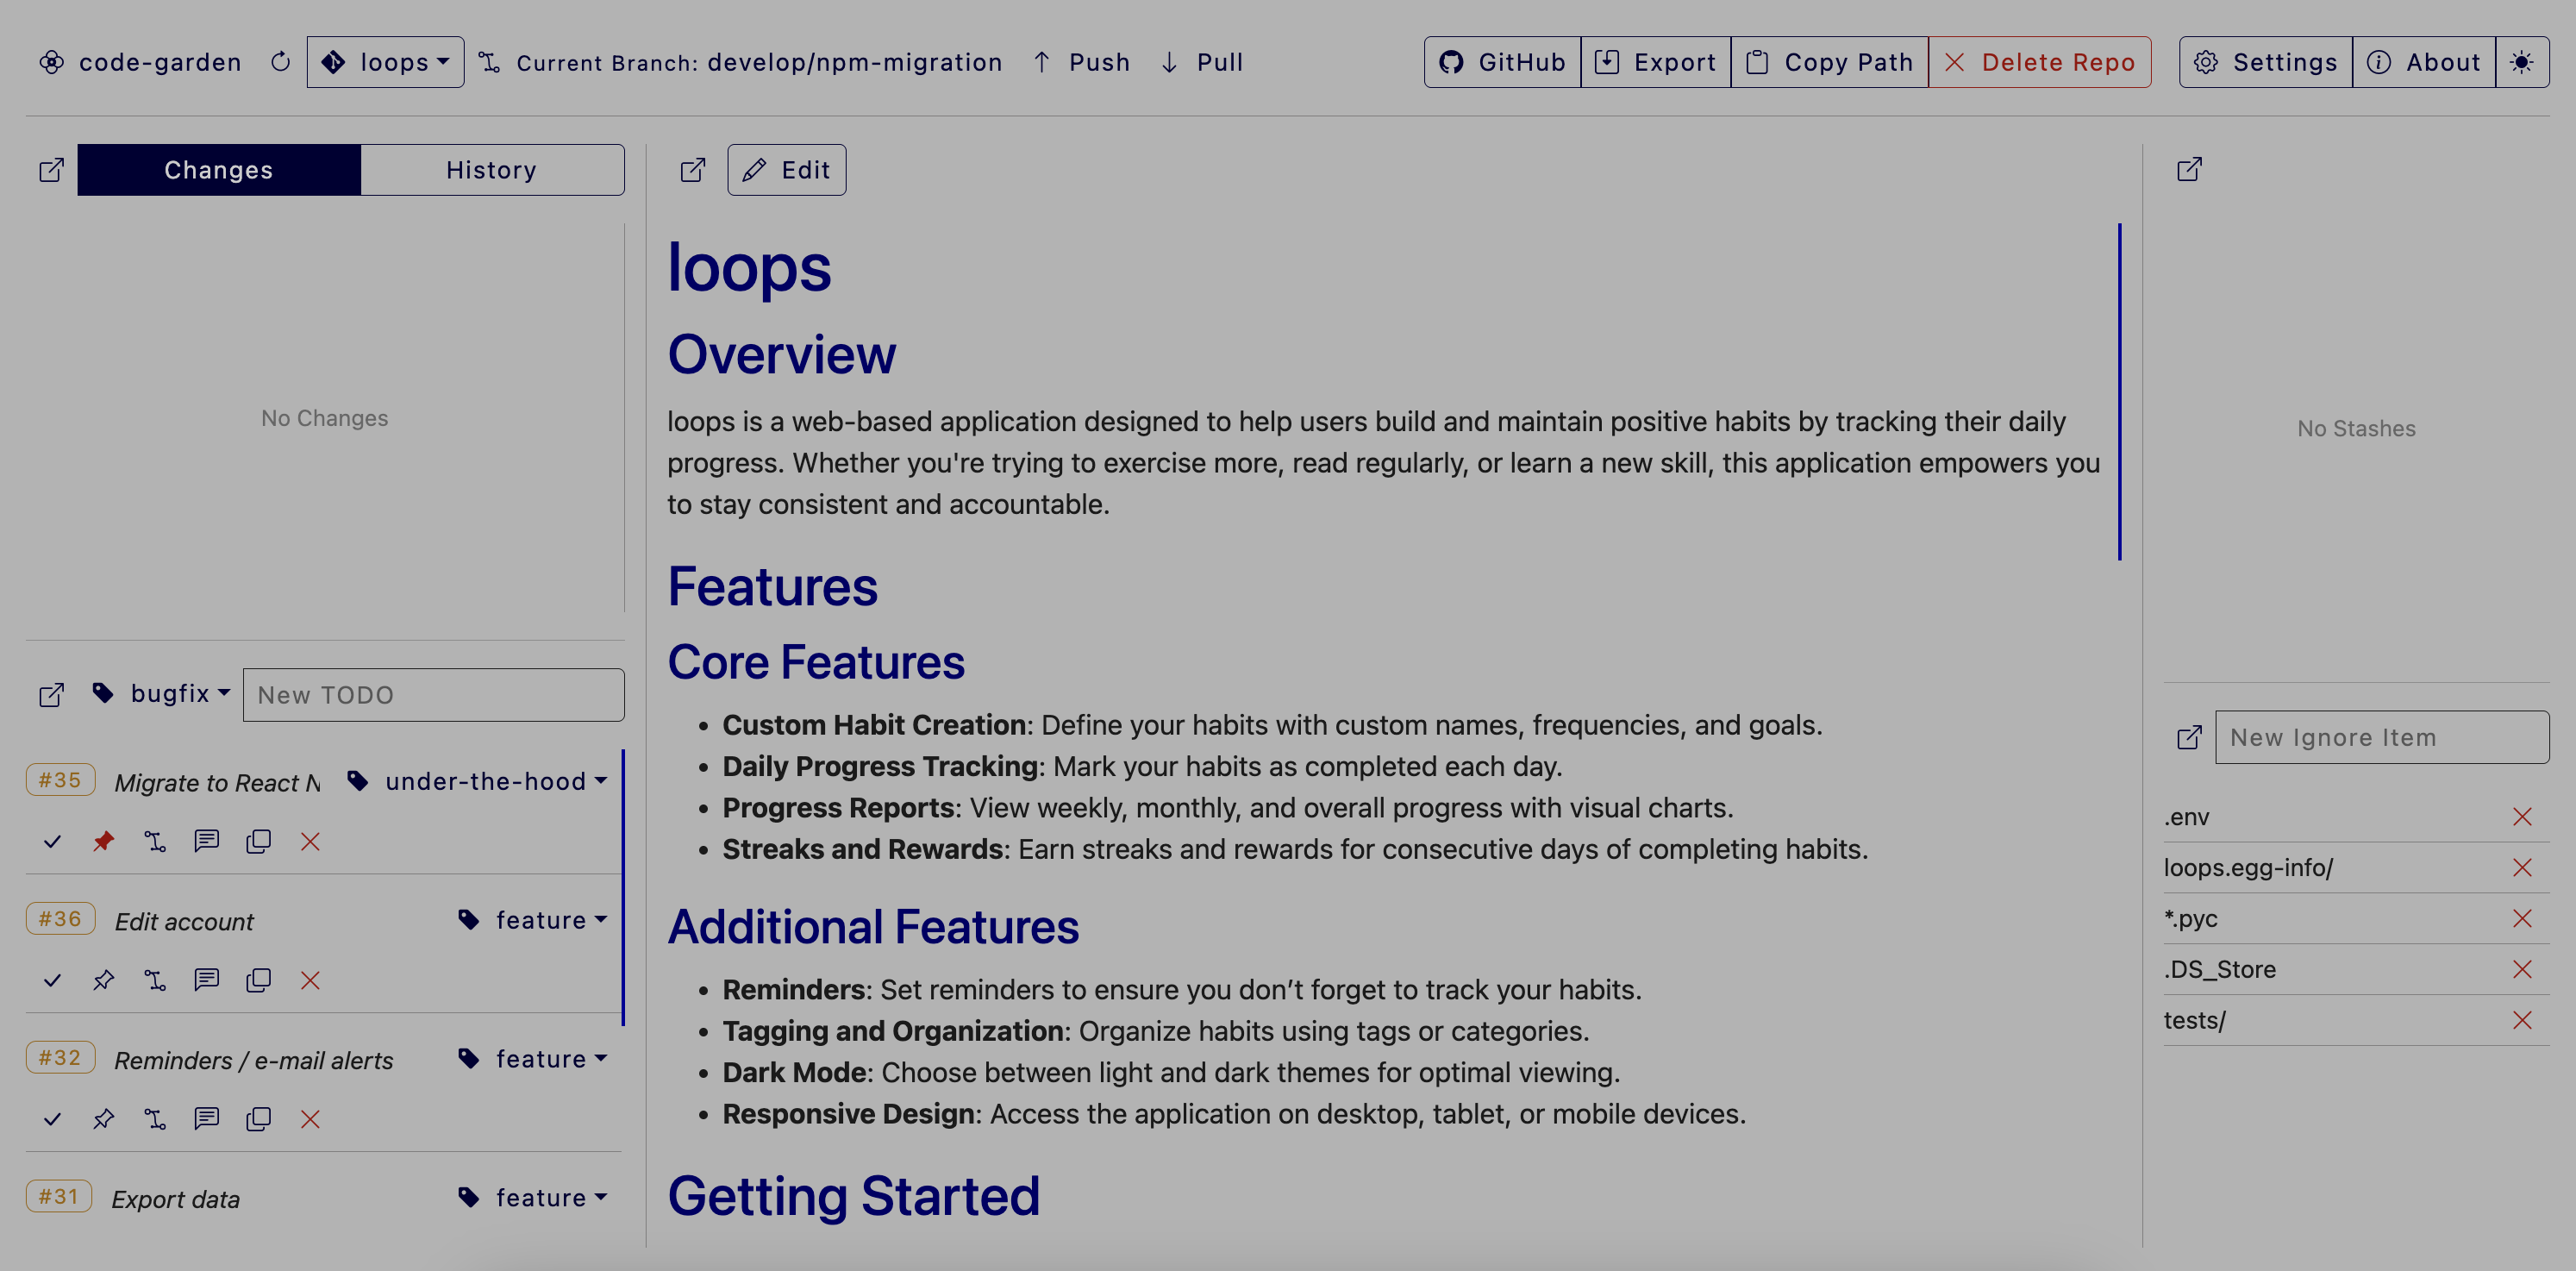 code-garden loops Current Branch: develop/npm-migration Push Pull GitHub Export Copy Path Delete Repo Settings About
Changes History
No Changes
bugfix New TODO
#35 Migrate to React N under-the-hood
#36 Edit account feature
#32 Reminders / e-mail alerts feature
#31 Export data feature
Edit
loops
Overview
loops is a web-based application designed to help users build and maintain positive habits by tracking their daily
progress. Whether you're trying to exercise more, read regularly, or learn a new skill, this application empowers you
to stay consistent and accountable.
Features
Core Features
• Custom Habit Creation: Define your habits with custom names, frequencies, and goals.
• Daily Progress Tracking: Mark your habits as completed each day.
• Progress Reports: View weekly, monthly, and overall progress with visual charts.
• Streaks and Rewards: Earn streaks and rewards for consecutive days of completing habits.
Additional Features
• Reminders: Set reminders to ensure you don’t forget to track your habits.
• Tagging and Organization: Organize habits using tags or categories.
• Dark Mode: Choose between light and dark themes for optimal viewing.
• Responsive Design: Access the application on desktop, tablet, or mobile devices.
Getting Started
No Stashes
New Ignore Item
.env
loops.egg-info/
*.pyc
.DS_Store
tests/